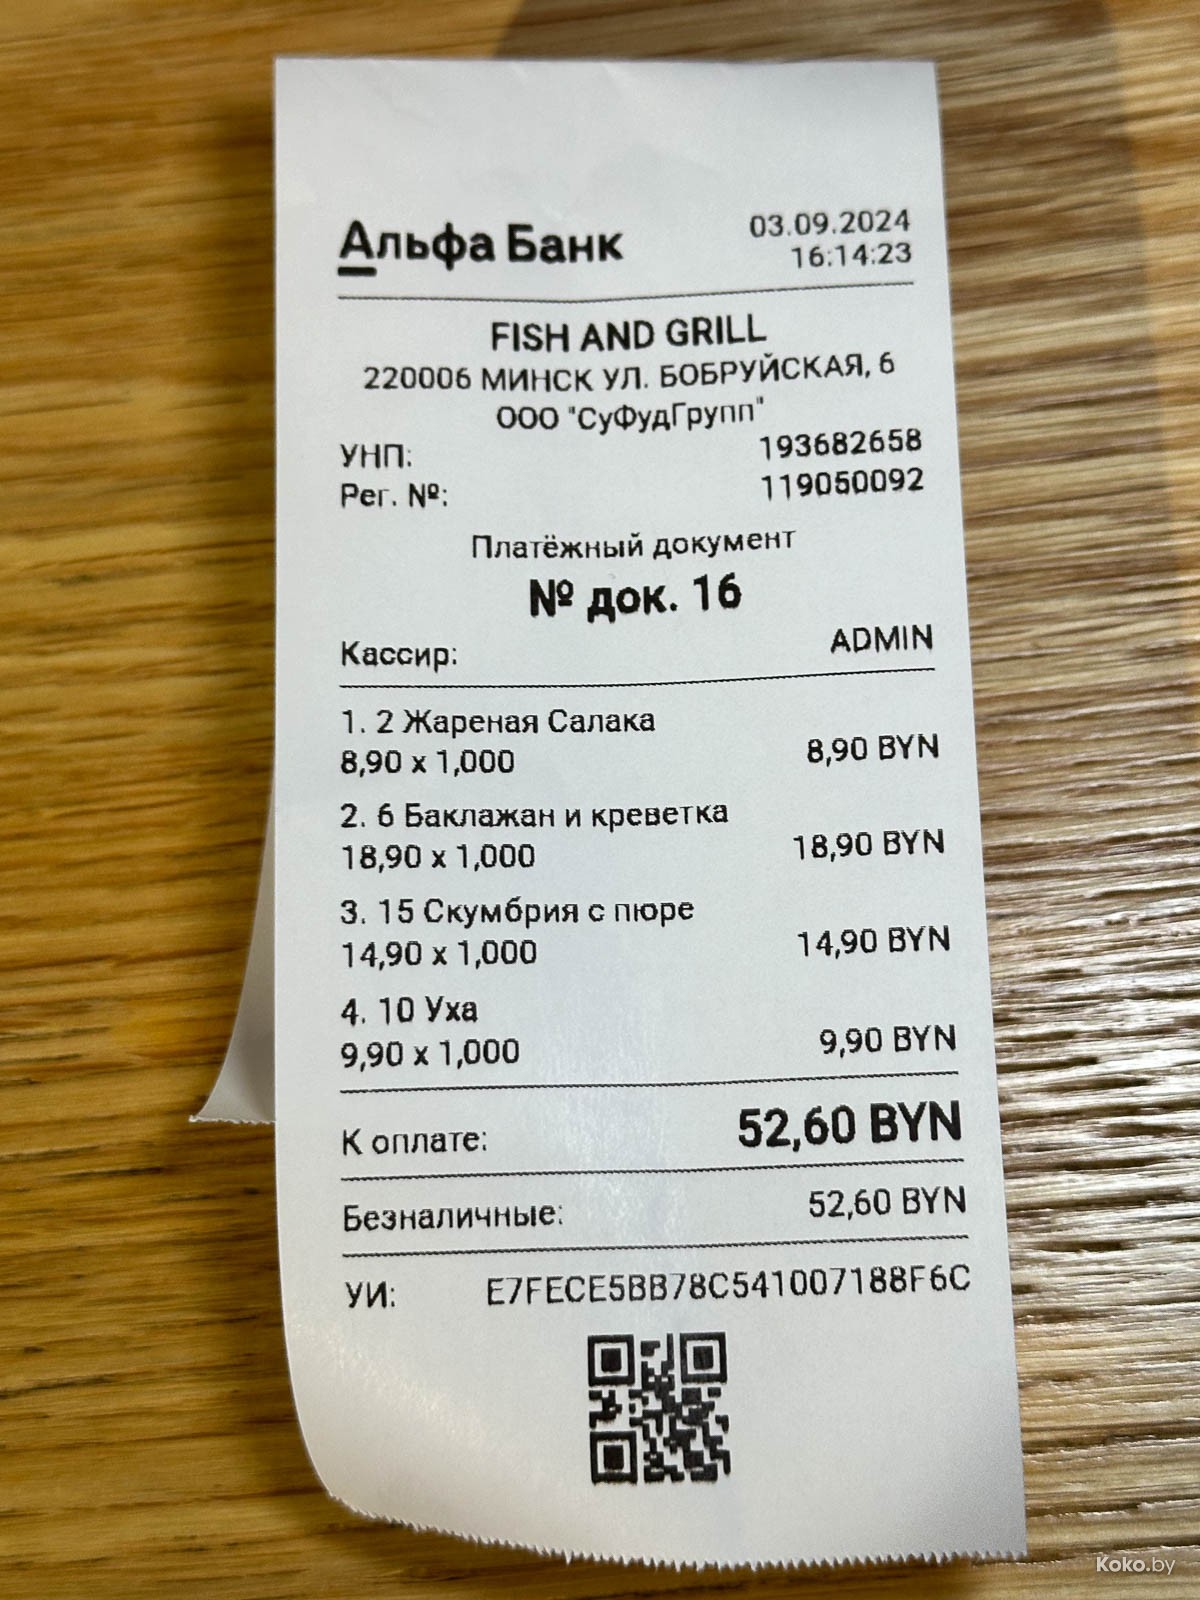 Альфа Банк
03.09.2024
16:14:23
FISH AND GRILL
220006 МИНСК УЛ. БОБРУЙСКАЯ, 6
ООО "СуФудГрупп"
УНП: 193682658
Рег. №: 119050092
Платёжный документ
№ док. 16
Кассир: ADMIN
1. 2 Жареная Салака
8,90 x 1,000 8,90 BYN
2. 6 Баклажан и креветка
18,90 x 1,000 18,90 BYN
3. 15 Скумбрия с пюре
14,90 x 1,000 14,90 BYN
4. 10 Уха
9,90 x 1,000 9,90 BYN
К оплате: 52,60 BYN
Безналичные: 52,60 BYN
УИ: E7FECE5BB78C541007188F6C
Koko.by